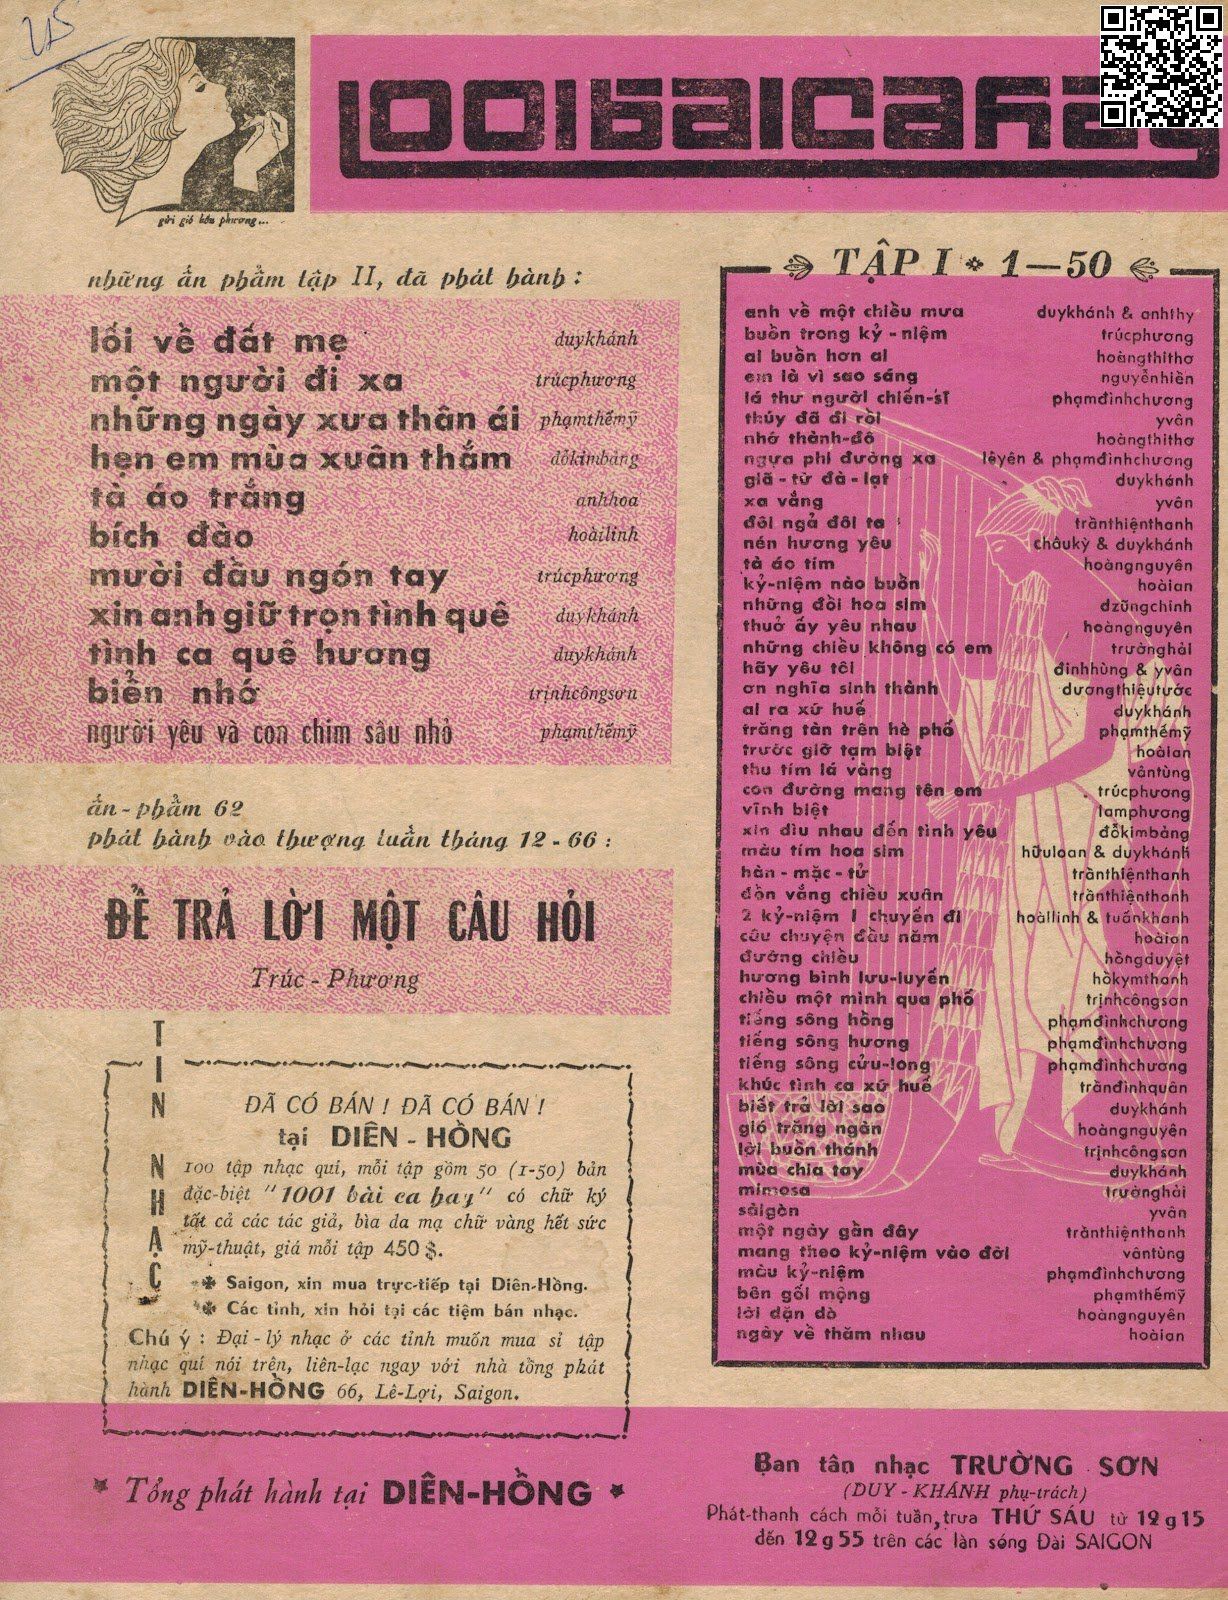 1001baicahay
gửi gió bốn phương...
những ấn phẩm tập II, đã phát hành :
lối về đất mẹ duykhánh
một người đi xa trúcphương
những ngày xưa thân ái phạmthếmỹ
hẹn em mùa xuân thắm đỗkimbảng
tà áo trắng anhhoa
bích đào hoàilinh
mười đầu ngón tay trúcphương
xin anh giữ trọn tình quê duykhánh
tình ca quê hương duykhánh
biển nhớ trịnhcôngsơn
người yêu và con chim sâu nhỏ phạmthếmỹ
ấn-phẩm 62
phát hành vào thượng tuần tháng 12-66 :
ĐỂ TRẢ LỜI MỘT CÂU HỎI
Trúc - Phương
TIN NHẠC
ĐÃ CÓ BÁN ! ĐÃ CÓ BÁN !
tại DIÊN - HỒNG
100 tập nhạc quí, mỗi tập gồm 50 (1-50) bản
đặc-biệt "1001 bài ca hay" có chữ ký
tất cả các tác giả, bìa da mạ chữ vàng hết sức
mỹ-thuật, giá mỗi tập 450 $.
Saigon, xin mua trực-tiếp tại Diên-Hồng.
Các tỉnh, xin hỏi tại các tiệm bán nhạc.
Chú ý : Đại-lý nhạc ở các tỉnh muốn mua sỉ tập
nhạc quí nói trên, liên-lạc ngay với nhà tổng phát
hành DIÊN-HỒNG 66, Lê-Lợi, Saigon.
* Tổng phát hành tại DIÊN-HỒNG *
TẬP I * 1—50
anh về một chiều mưa duykhánh & anhthy
buồn trong kỷ-niệm trúcphương
ai buồn hơn ai hoàngthithơ
em là vì sao sáng nguyễnhiền
lá thư người chiến-sĩ phạmđìnhchương
thúy đã đi rồi yvân
nhớ thành-đô hoàngthithơ
ngựa phi đường xa lêyên & phạmđìnhchương
giã-từ đà-lạt duykhánh
xa vắng yvân
đôi ngả đôi ta trầnthiệnthanh
nén hương yêu châukỳ & duykhánh
tà áo tím hoàngnguyên
kỷ-niệm nào buồn hoàian
những đồi hoa sim dzũngchinh
thuở ấy yêu nhau hoàngnguyên
những chiều không có em trườnghải
hãy yêu tôi đinhhùng & yvân
ơn nghĩa sinh thành dươngthiệutước
ai ra xứ huế duykhánh
trăng tàn trên hè phố phạmthếmỹ
trước giờ tạm biệt hoàian
thu tím lá vàng vântùng
con đường mang tên em trúcphương
vĩnh biệt lamphương
xin dìu nhau đến tình yêu đỗkimbảng
màu tím hoa sim hữuloan & duykhánh
hàn-mặc-tử trầnthiệnthanh
đồn vắng chiều xuân trầnthiệnthanh
2 kỷ-niệm 1 chuyến đi hoàilinh & tuấnkhanh
câu chuyện đầu năm hoàian
đường chiều hồngduyệt
hương bình lưu-luyến hồkymthanh
chiều một mình qua phố trịnhcôngsơn
tiếng sông hồng phạmđìnhchương
tiếng sông hương phạmđìnhchương
tiếng sông cửu-long phạmđìnhchương
khúc tình ca xứ huế trầnđìnhquân
biết trả lời sao duykhánh
gió trăng ngàn hoàngnguyên
lời buồn thánh trịnhcôngsơn
mùa chia tay duykhánh
mimosa trườnghải
sàigòn yvân
một ngày gần đây trầnthiệnthanh
mang theo kỷ-niệm vào đời vântùng
màu kỷ-niệm phạmđìnhchương
bên gối mộng phạmthếmỹ
lời dặn dò hoàngnguyên
ngày về thăm nhau hoàian
Ban tân nhạc TRƯỜNG SƠN
(DUY - KHÁNH phụ-trách)
Phát-thanh cách mỗi tuần, trưa THỨ SÁU từ 12g15
đến 12g55 trên các làn sóng Đài SAIGON